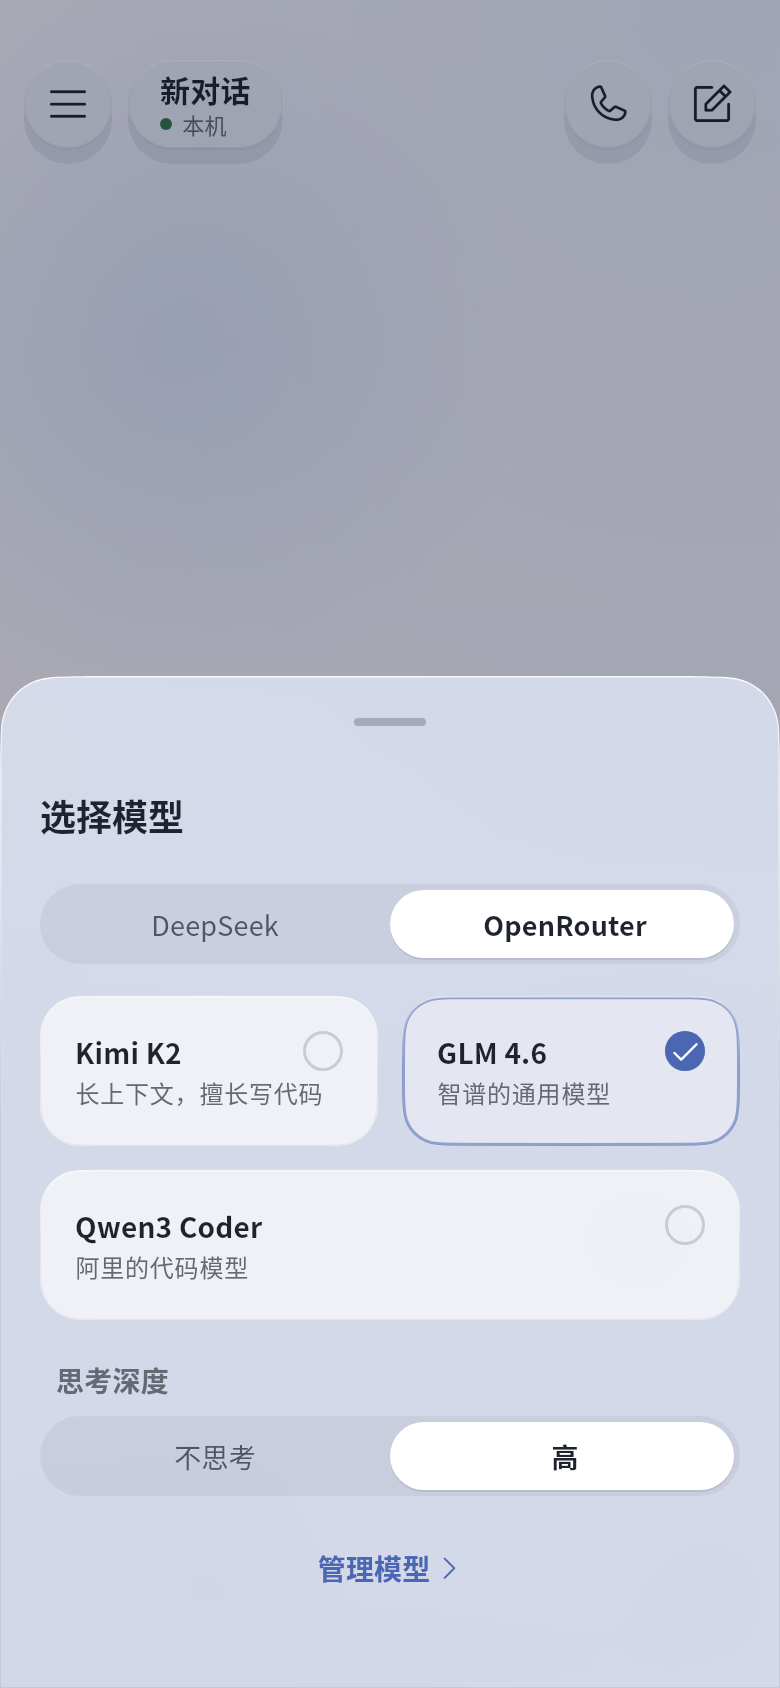 新对话
本机
选择模型
DeepSeek
OpenRouter
Kimi K2
长上下文，擅长写代码
GLM 4.6
智谱的通用模型
Qwen3 Coder
阿里的代码模型
思考深度
不思考
高
管理模型